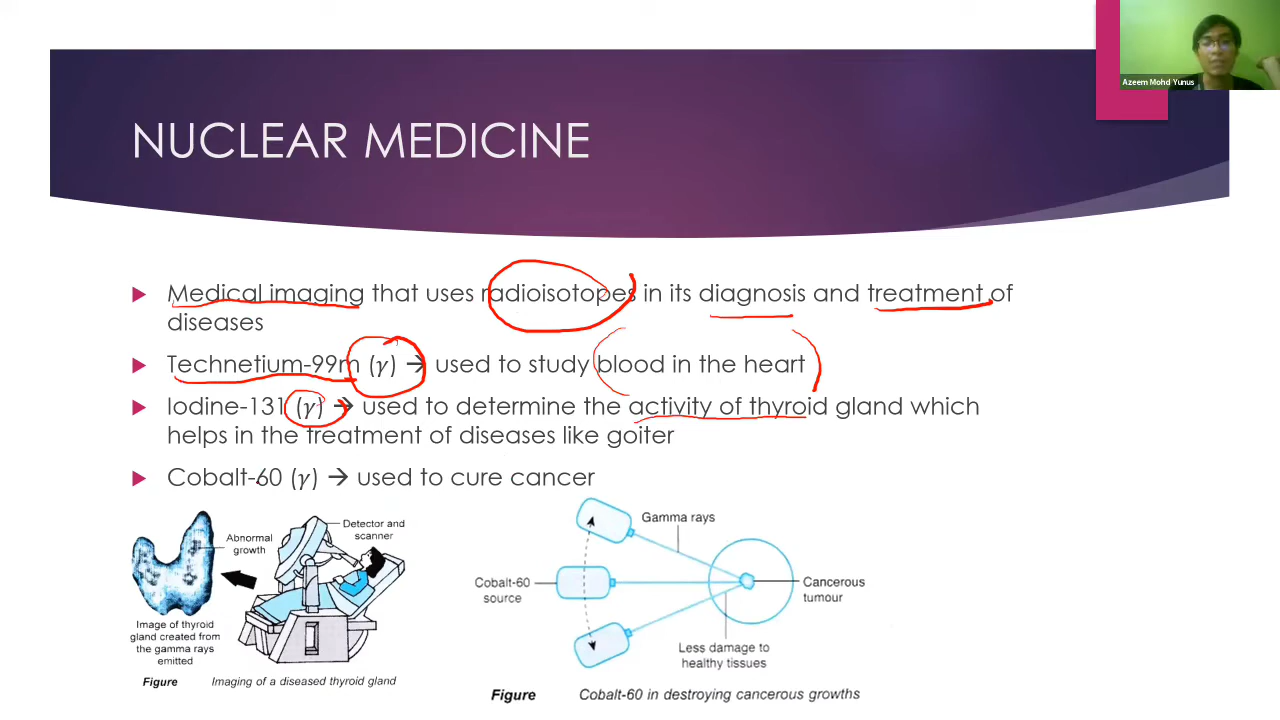 Azeem Mohd Yunus
NUCLEAR MEDICINE
Medical imaging that uses radioisotopes in its diagnosis and treatment of
diseases
Technetium-99m (γ) → used to study blood in the heart
Iodine-131 (γ) → used to determine the activity of thyroid gland which
helps in the treatment of diseases like goiter
Cobalt-60 (γ) → used to cure cancer
Abnormal
growth
Detector and
scanner
Image of thyroid
gland created from
the gamma rays
emitted
Figure Imaging of a diseased thyroid gland
Gamma rays
Cobalt-60
source
Cancerous
tumour
Less damage to
healthy tissues
Figure Cobalt-60 in destroying cancerous growths